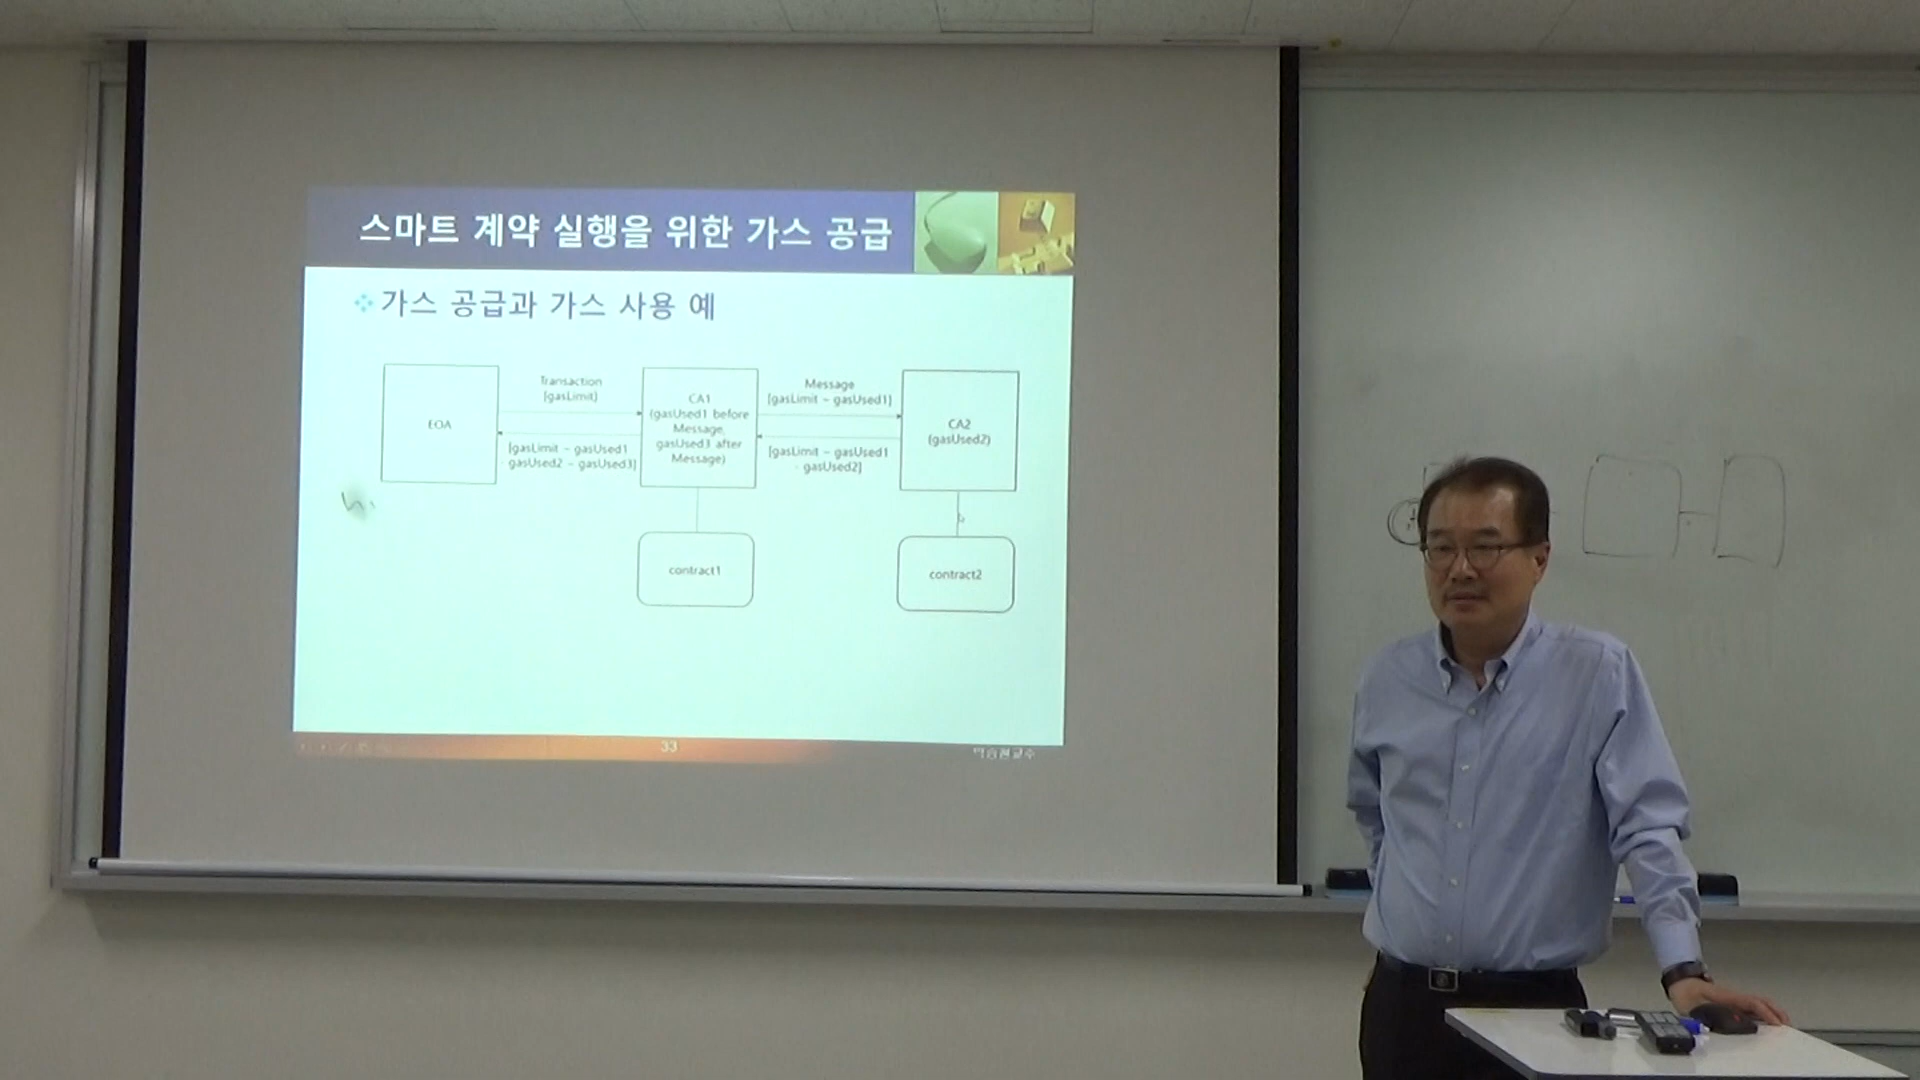 스마트 계약 실행을 위한 가스 공급
가스 공급과 가스 사용 예
EOA
Transaction
[gasLimit]
[gasLimit - gasUsed1
- gasUsed2 - gasUsed3]
CA1
(gasUsed1 before
Message,
gasUsed3 after
Message)
Message
[gasLimit - gasUsed1]
[gasLimit - gasUsed1
- gasUsed2]
CA2
(gasUsed2)
contract1
contract2
33